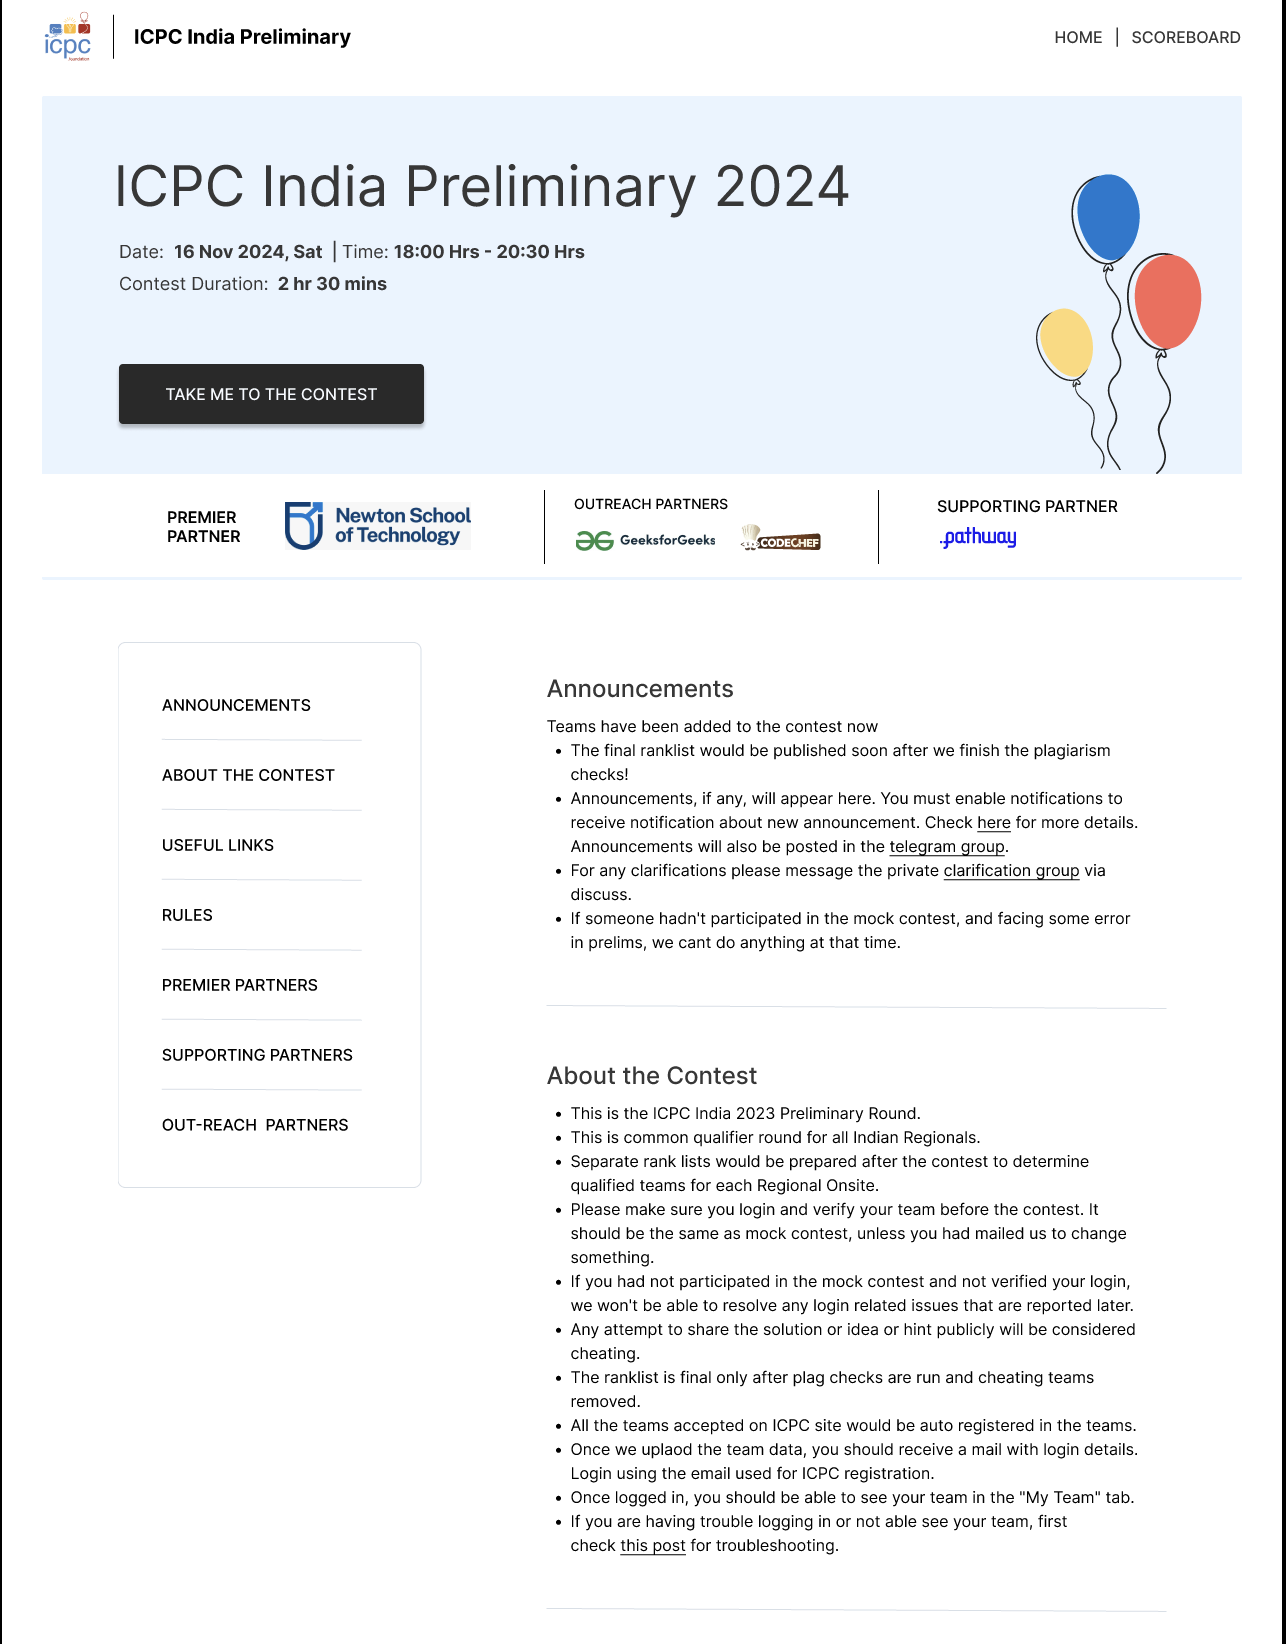 icpc
foundation
ICPC India Preliminary
HOME | SCOREBOARD
ICPC India Preliminary 2024
Date: 16 Nov 2024, Sat | Time: 18:00 Hrs - 20:30 Hrs
Contest Duration: 2 hr 30 mins
TAKE ME TO THE CONTEST
PREMIER
PARTNER
Newton School
of Technology
OUTREACH PARTNERS
GeeksforGeeks
CODECHEF
SUPPORTING PARTNER
.pathway
ANNOUNCEMENTS
ABOUT THE CONTEST
USEFUL LINKS
RULES
PREMIER PARTNERS
SUPPORTING PARTNERS
OUT-REACH  PARTNERS
Announcements
Teams have been added to the contest now
• The final ranklist would be published soon after we finish the plagiarism
checks!
• Announcements, if any, will appear here. You must enable notifications to
receive notification about new announcement. Check here for more details.
Announcements will also be posted in the telegram group.
• For any clarifications please message the private clarification group via
discuss.
• If someone hadn't participated in the mock contest, and facing some error
in prelims, we cant do anything at that time.
About the Contest
• This is the ICPC India 2023 Preliminary Round.
• This is common qualifier round for all Indian Regionals.
• Separate rank lists would be prepared after the contest to determine
qualified teams for each Regional Onsite.
• Please make sure you login and verify your team before the contest. It
should be the same as mock contest, unless you had mailed us to change
something.
• If you had not participated in the mock contest and not verified your login,
we won't be able to resolve any login related issues that are reported later.
• Any attempt to share the solution or idea or hint publicly will be considered
cheating.
• The ranklist is final only after plag checks are run and cheating teams
removed.
• All the teams accepted on ICPC site would be auto registered in the teams.
• Once we uplaod the team data, you should receive a mail with login details.
Login using the email used for ICPC registration.
• Once logged in, you should be able to see your team in the "My Team" tab.
• If you are having trouble logging in or not able see your team, first
check this post for troubleshooting.